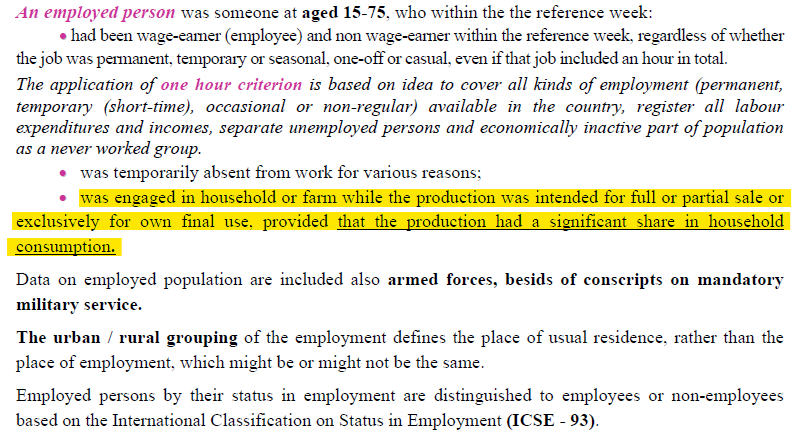 An employed person was someone at aged 15-75, who within the the reference week:
• had been wage-earner (employee) and non wage-earner within the reference week, regardless of whether
the job was permanent, temporary or seasonal, one-off or casual, even if that job included an hour in total.
The application of one hour criterion is based on idea to cover all kinds of employment (permanent,
temporary (short-time), occasional or non-regular) available in the country, register all labour
expenditures and incomes, separate unemployed persons and economically inactive part of population
as a never worked group.
• was temporarily absent from work for various reasons;
• was engaged in household or farm while the production was intended for full or partial sale or
exclusively for own final use, provided that the production had a significant share in household
consumption.
Data on employed population are included also armed forces, besids of conscripts on mandatory
military service.
The urban / rural grouping of the employment defines the place of usual residence, rather than the
place of employment, which might be or might not be the same.
Employed persons by their status in employment are distinguished to employees or non-employees
based on the International Classification on Status in Employment (ICSE - 93).